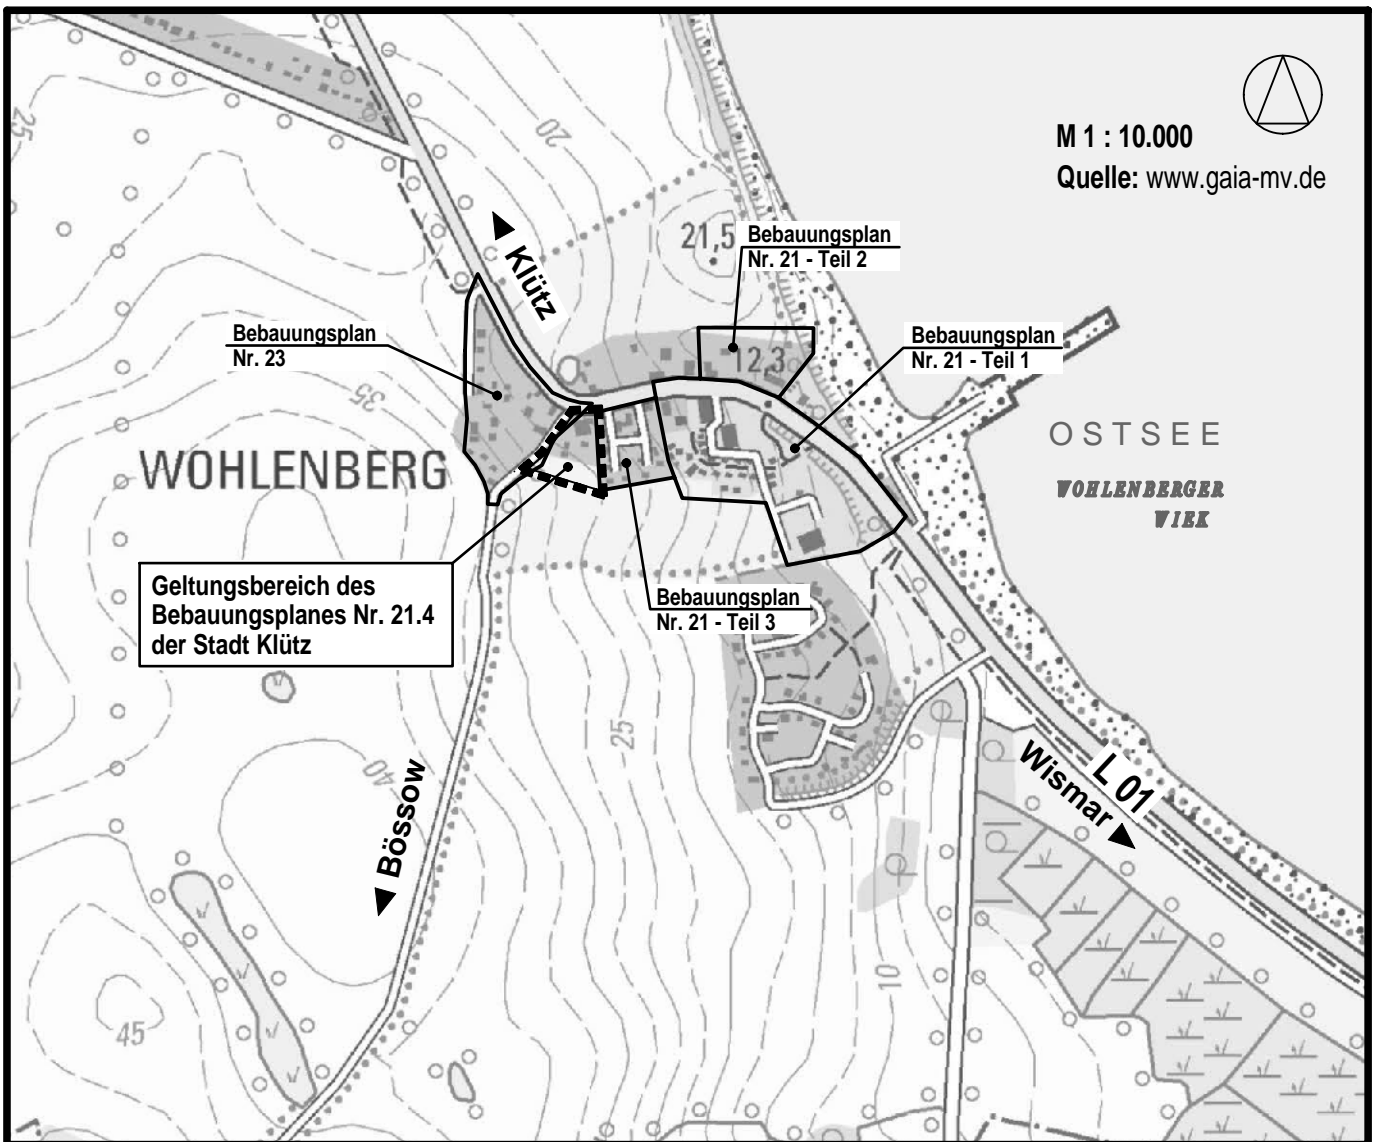 M 1 : 10.000
Quelle: www.gaia-mv.de
25
20
21,5
Klütz
Bebauungsplan
Nr. 21 - Teil 2
Bebauungsplan
Nr. 23
12,3
Bebauungsplan
Nr. 21 - Teil 1
35
WOHLENBERG
OSTSEE
WOHLENBERGER
WIEK
Geltungsbereich des
Bebauungsplanes Nr. 21.4
der Stadt Klütz
Bebauungsplan
Nr. 21 - Teil 3
25
40
Bössow
L 01
Wismar
10
45